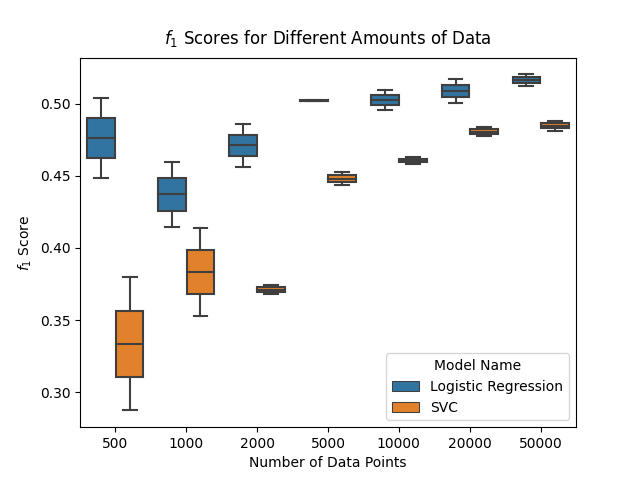 f₁ Scores for Different Amounts of Data
f₁ Score
0.50
0.45
0.40
0.35
0.30
Model Name
Logistic Regression
SVC
500 1000 2000 5000 10000 20000 50000
Number of Data Points